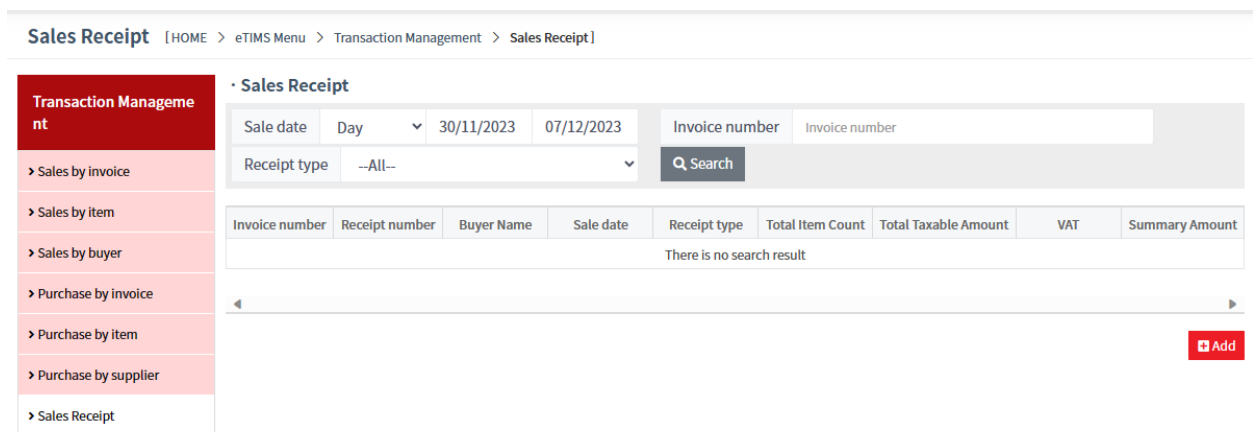 Sales Receipt [HOME > eTIMS Menu > Transaction Management > Sales Receipt]
Transaction Manageme
nt
> Sales by invoice
> Sales by item
> Sales by buyer
> Purchase by invoice
> Purchase by item
> Purchase by supplier
> Sales Receipt
· Sales Receipt
Sale date Day 30/11/2023 07/12/2023 Invoice number Invoice number
Receipt type --All-- Search
Invoice number Receipt number Buyer Name Sale date Receipt type Total Item Count Total Taxable Amount VAT Summary Amount
There is no search result
Add